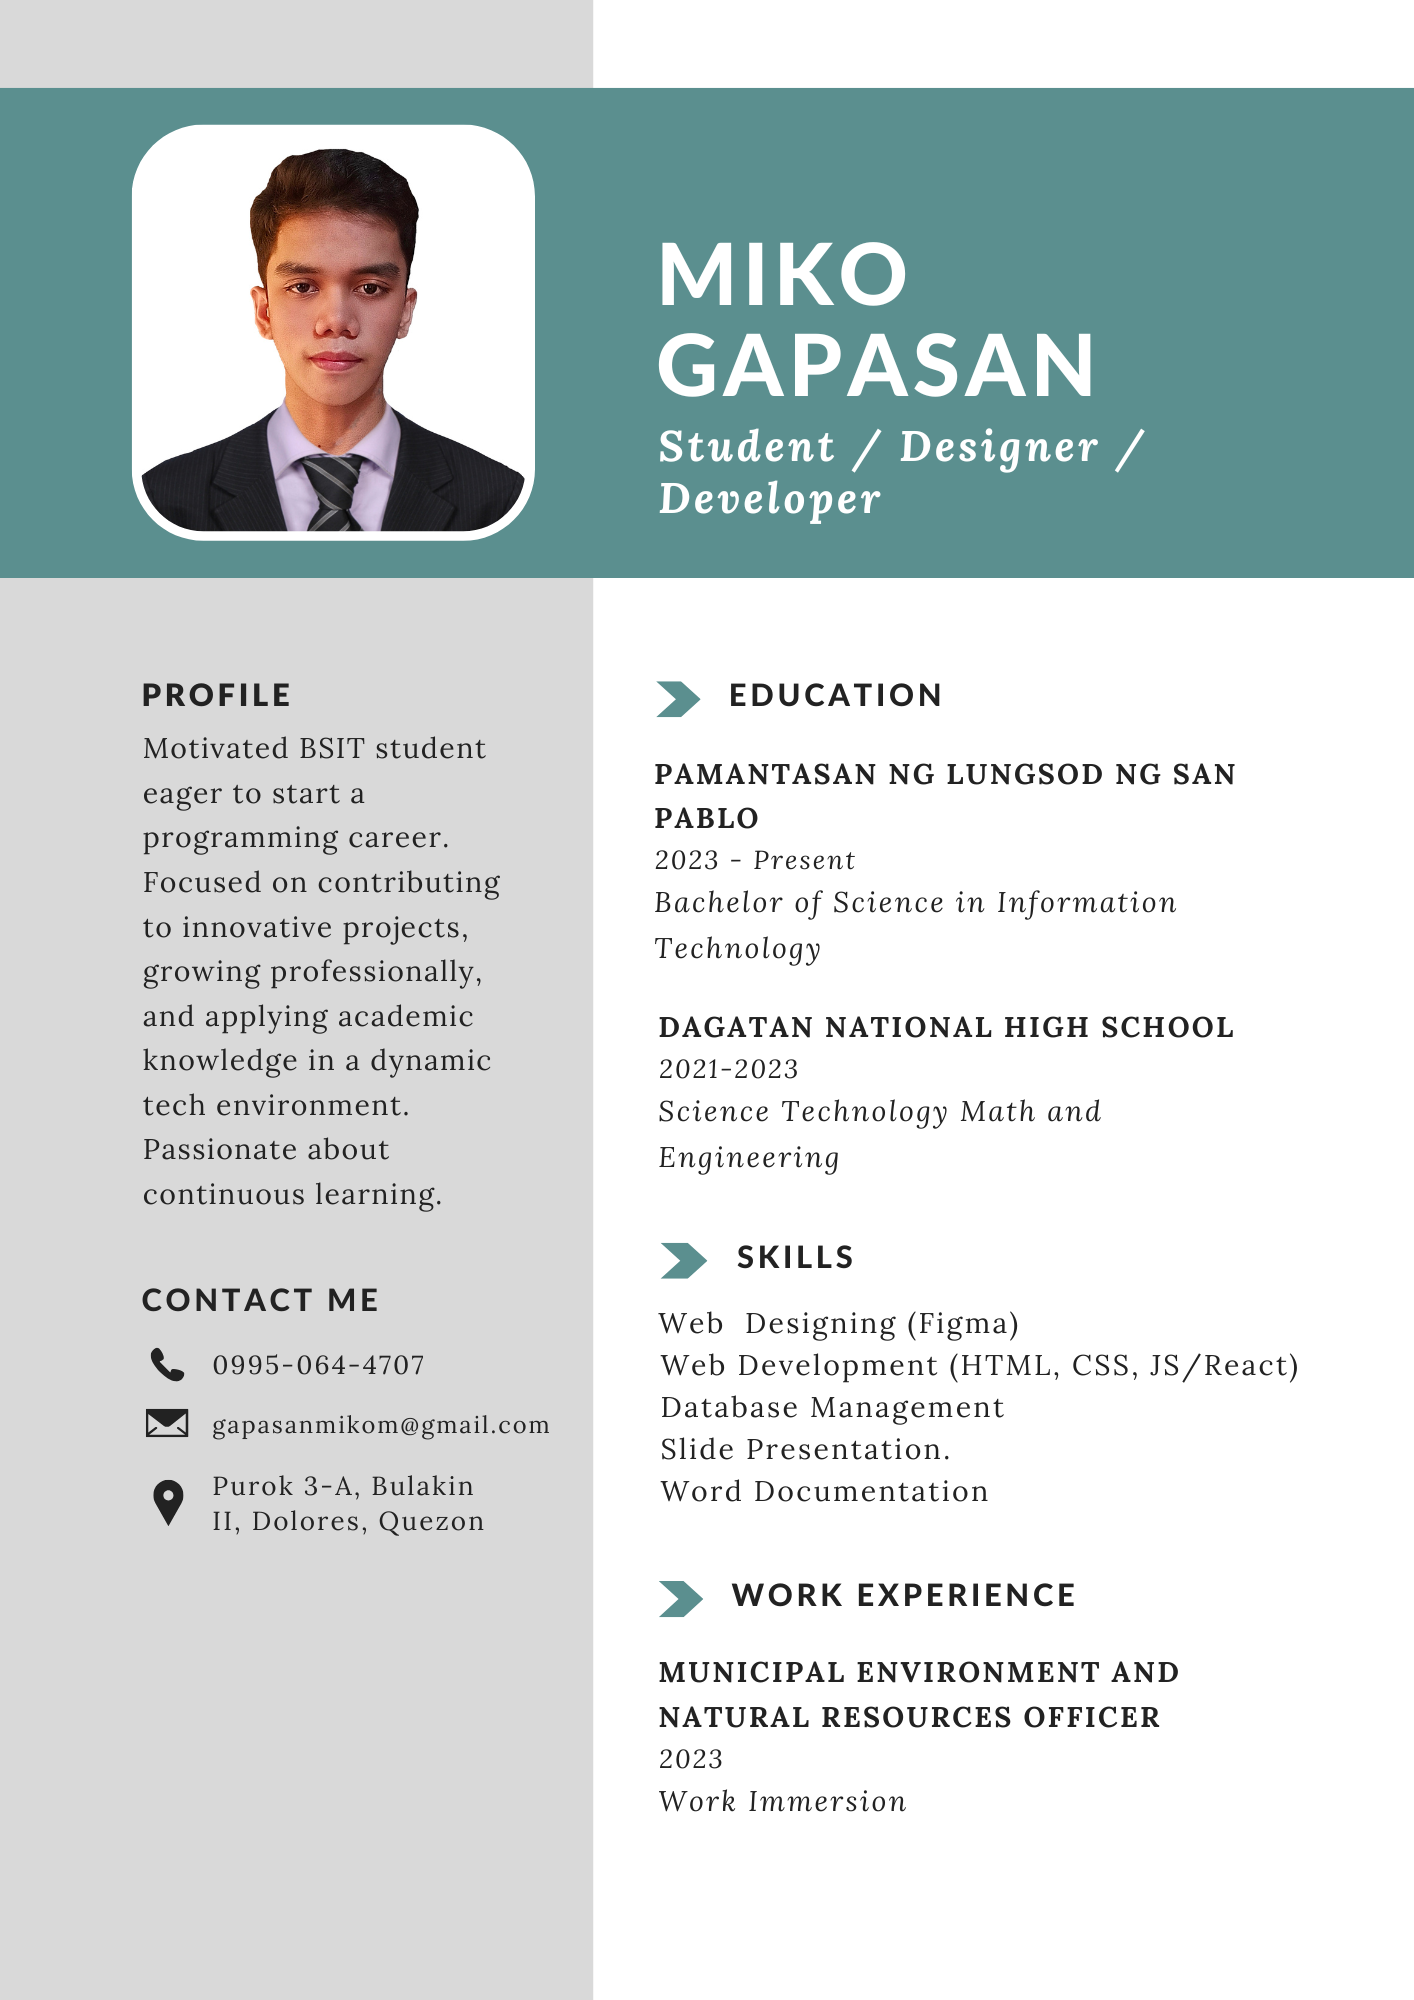 MIKO
GAPASAN
Student / Designer /
Developer
PROFILE
Motivated BSIT student
eager to start a
programming career.
Focused on contributing
to innovative projects,
growing professionally,
and applying academic
knowledge in a dynamic
tech environment.
Passionate about
continuous learning.
CONTACT ME
0995-064-4707
gapasanmikom@gmail.com
Purok 3-A, Bulakin
II, Dolores, Quezon
EDUCATION
PAMANTASAN NG LUNGSOD NG SAN
PABLO
2023 - Present
Bachelor of Science in Information
Technology
DAGATAN NATIONAL HIGH SCHOOL
2021-2023
Science Technology Math and
Engineering
SKILLS
Web  Designing (Figma)
Web Development (HTML, CSS, JS/React)
Database Management
Slide Presentation.
Word Documentation
WORK EXPERIENCE
MUNICIPAL ENVIRONMENT AND
NATURAL RESOURCES OFFICER
2023
Work Immersion